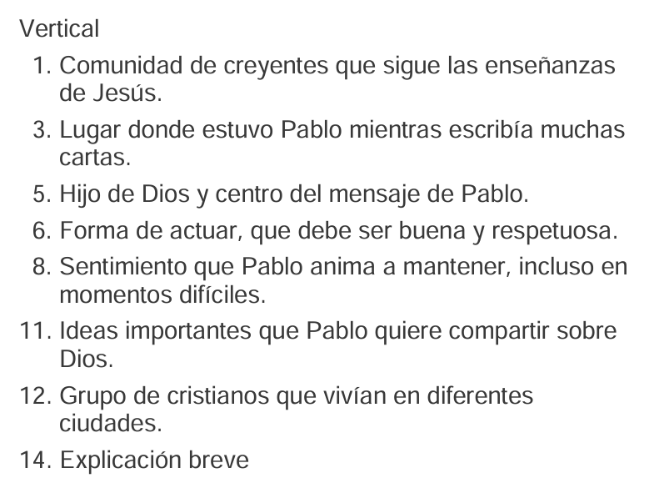 Vertical
1. Comunidad de creyentes que sigue las enseñanzas
de Jesús.
3. Lugar donde estuvo Pablo mientras escribía muchas
cartas.
5. Hijo de Dios y centro del mensaje de Pablo.
6. Forma de actuar, que debe ser buena y respetuosa.
8. Sentimiento que Pablo anima a mantener, incluso en
momentos difíciles.
11. Ideas importantes que Pablo quiere compartir sobre
Dios.
12. Grupo de cristianos que vivían en diferentes
ciudades.
14. Explicación breve